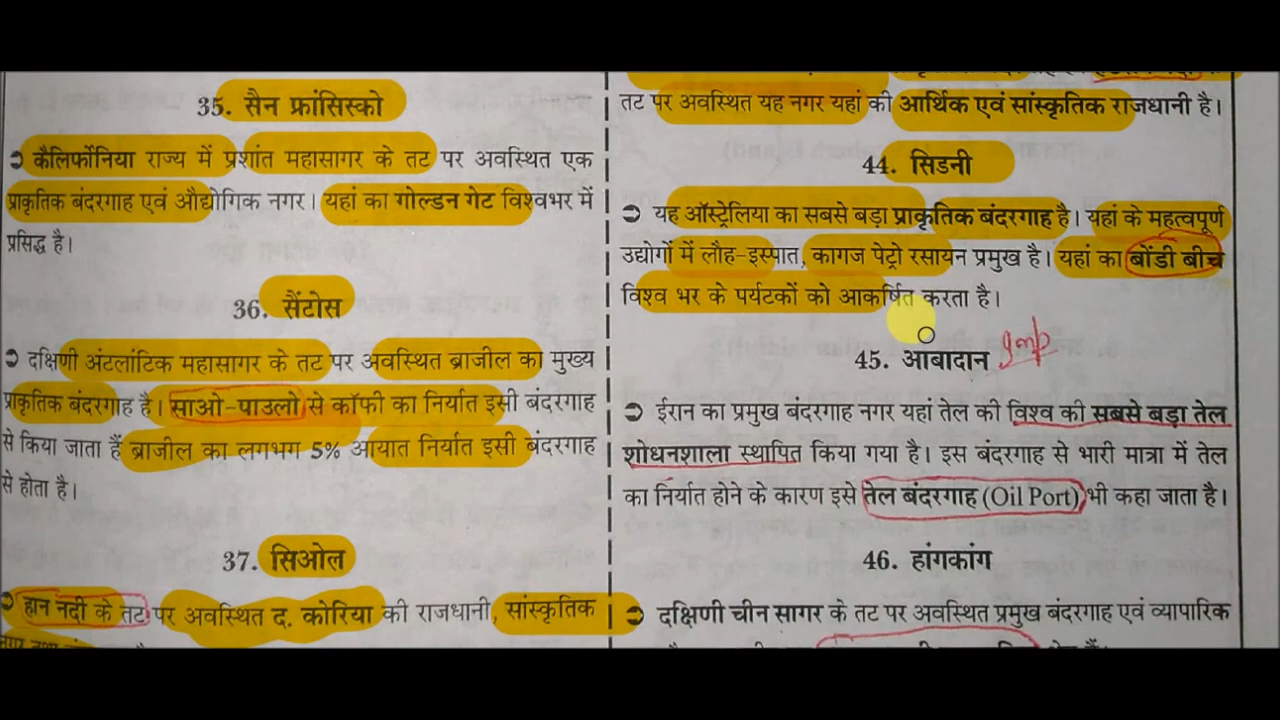 35. सैन फ्रांसिस्को
➲ कैलिफोंनिया राज्य में प्रशांत महासागर के तट पर अवस्थित एक
प्राकृतिक बंदरगाह एवं औद्योगिक नगर। यहां का गोल्डन गेट विश्वभर में
प्रसिद्ध है।
36. सैंटोस
➲ दक्षिणी अंटलांटिक महासागर के तट पर अवस्थित ब्राजील का मुख्य
प्राकृतिक बंदरगाह है। साओ-पाउलो से कॉफी का निर्यात इसी बंदरगाह
से किया जाता हैं ब्राजील का लगभग 5% आयात निर्यात इसी बंदरगाह
से होता है।
37. सिओल
➲ हान नदी के तट पर अवस्थित द. कोरिया की राजधानी, सांस्कृतिक
तट पर अवस्थित यह नगर यहां की आर्थिक एवं सांस्कृतिक राजधानी है।
44. सिडनी
➲ यह ऑस्ट्रेलिया का सबसे बड़ा प्राकृतिक बंदरगाह है। यहां के महत्वपूर्ण
उद्योगों में लौह-इस्पात, कागज पेट्रो रसायन प्रमुख है। यहां का बोंडी बीच
विश्व भर के पर्यटकों को आकर्षित करता है।
45. आबादान Imp
➲ ईरान का प्रमुख बंदरगाह नगर यहां तेल की विश्व की सबसे बड़ा तेल
शोधनशाला स्थापित किया गया है। इस बंदरगाह से भारी मात्रा में तेल
का निर्यात होने के कारण इसे तेल बंदरगाह (Oil Port) भी कहा जाता है।
46. हांगकांग
➲ दक्षिणी चीन सागर के तट पर अवस्थित प्रमुख बंदरगाह एवं व्यापारिक